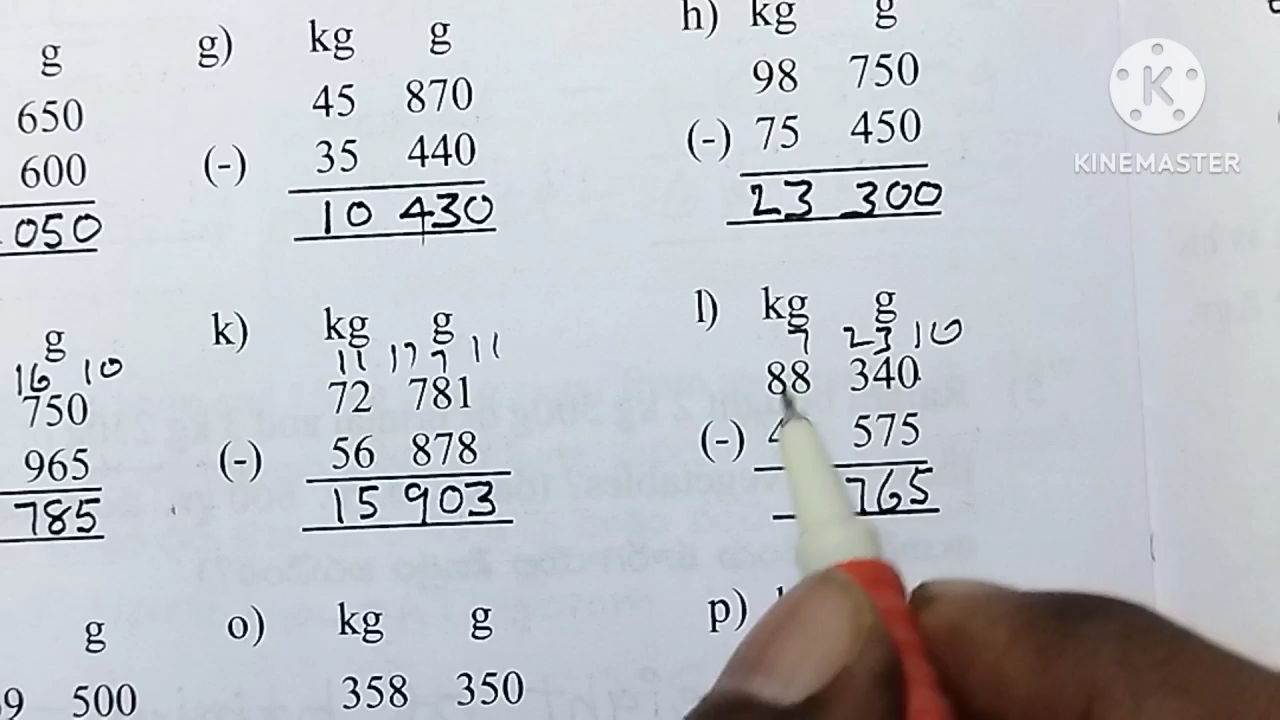 g g) kg g h) kg g
650 45 870 98 750
600 (-) 35 440 (-) 75 450
050 10 430 23 300
KINEMASTER
g k) kg g l) kg g
16 10 11 17 7 11 7 23 10
750 72 781 88 340
965 (-) 56 878 (-) 575
785 15 903 765
g o) kg g p)
9 500 358 350